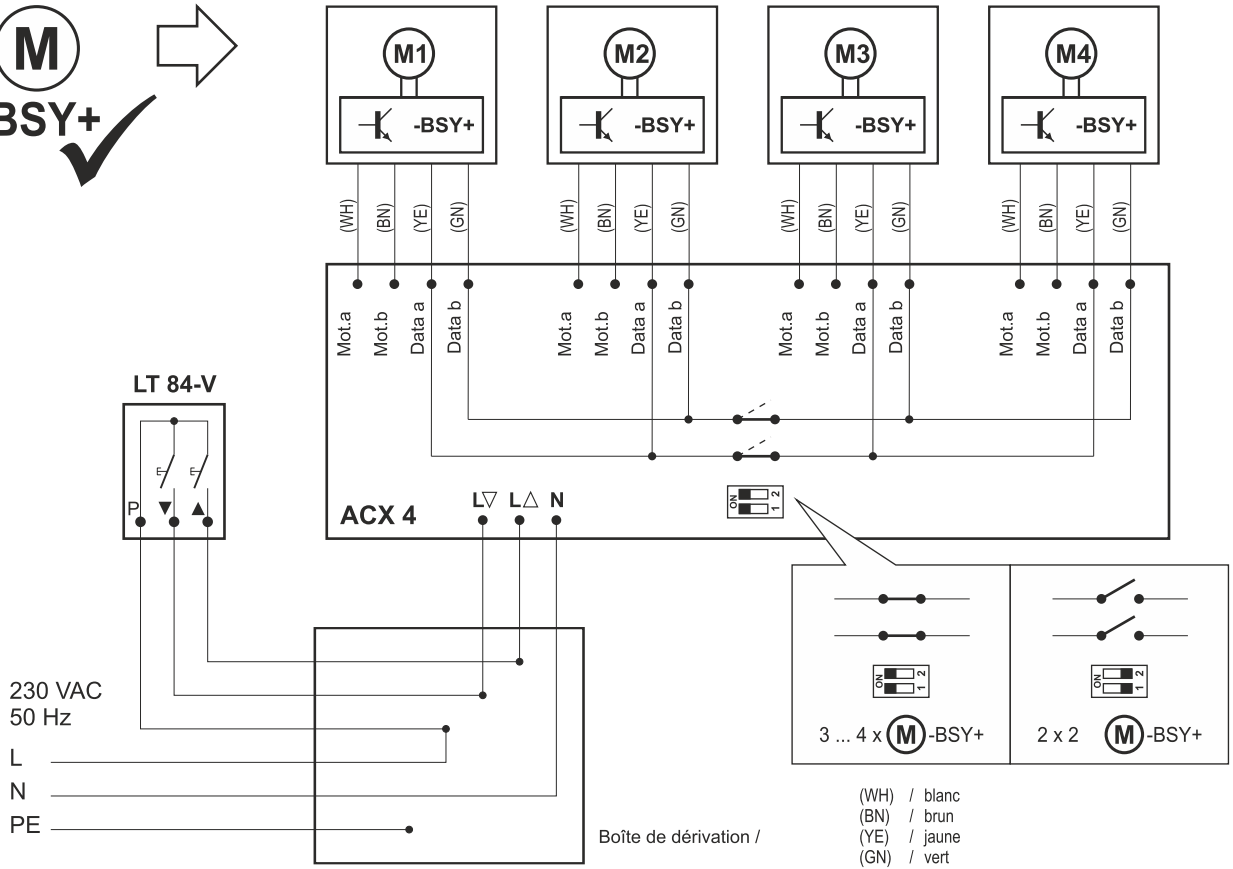 M
BSY+
M1 M2 M3 M4
-BSY+ -BSY+ -BSY+ -BSY+
(WH) (BN) (YE) (GN) (WH) (BN) (YE) (GN) (WH) (BN) (YE) (GN) (WH) (BN) (YE) (GN)
Mot.a Mot.b Data a Data b Mot.a Mot.b Data a Data b Mot.a Mot.b Data a Data b Mot.a Mot.b Data a Data b
LT 84-V
P
ACX 4
L▽ L△ N
ON 1 2
ON 1 2
ON 1 2
3 ... 4 x M -BSY+
2 x 2 M -BSY+
230 VAC
50 Hz
L
N
PE
Boîte de dérivation /
(WH) / blanc
(BN) / brun
(YE) / jaune
(GN) / vert